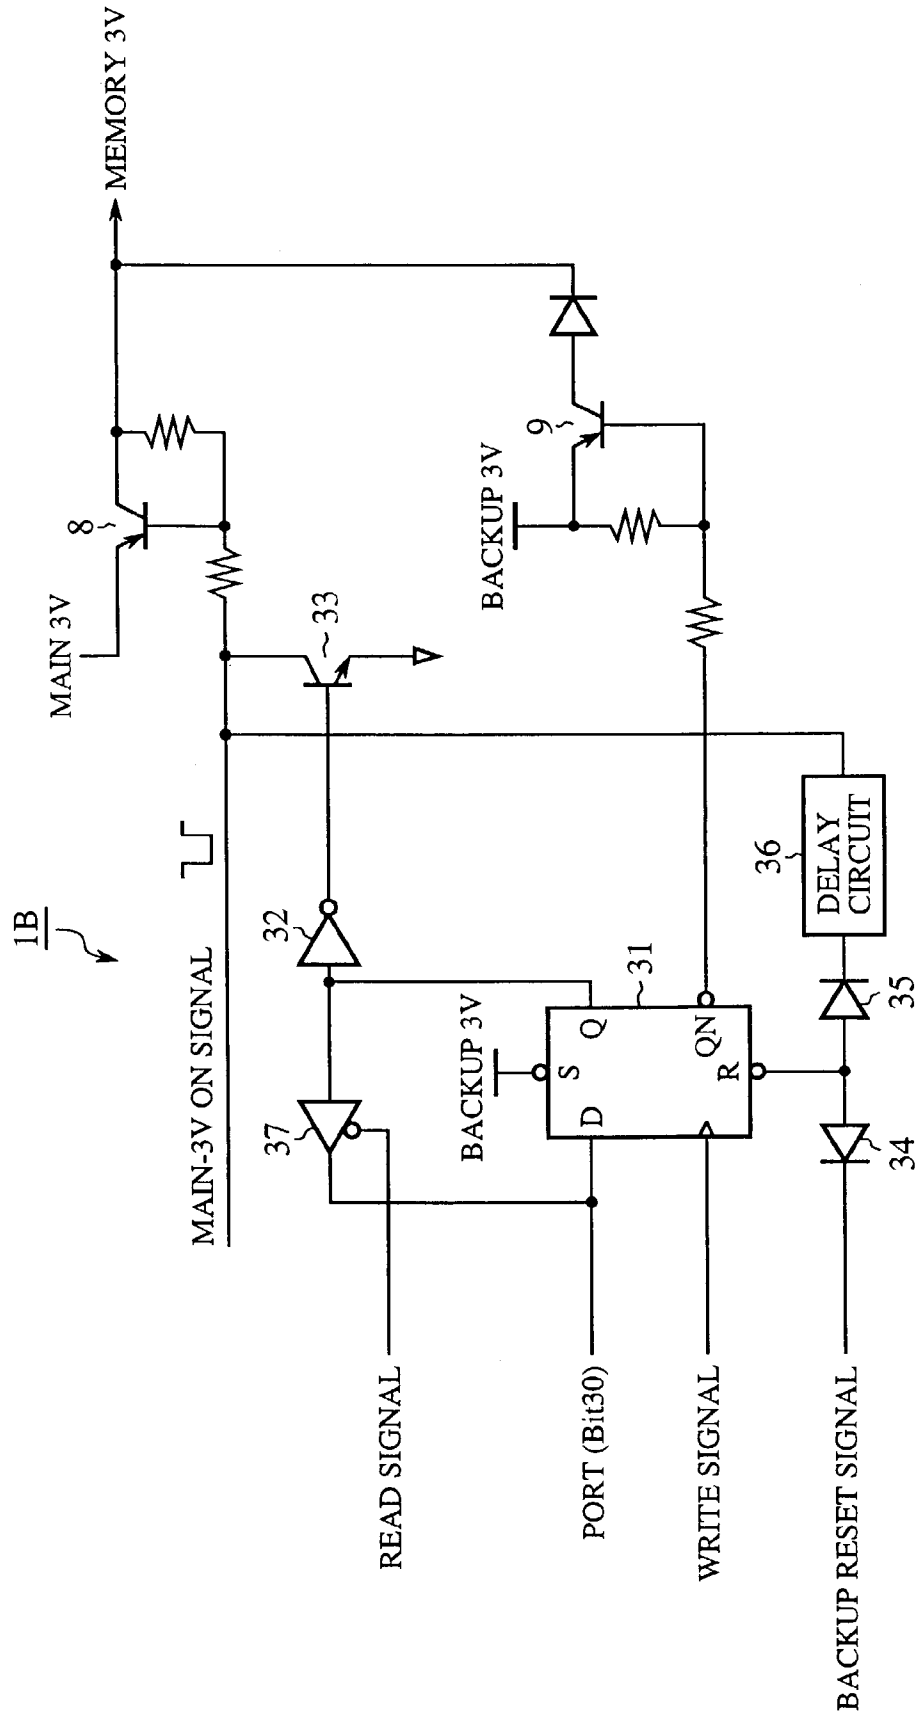 1B
MAIN-3V ON SIGNAL
MAIN 3V
8
MEMORY 3V
33
32
37
READ SIGNAL
BACKUP 3V
9
BACKUP 3V
S
Q
D
31
QN
R
PORT (Bit30)
WRITE SIGNAL
36
DELAY
CIRCUIT
35
34
BACKUP RESET SIGNAL